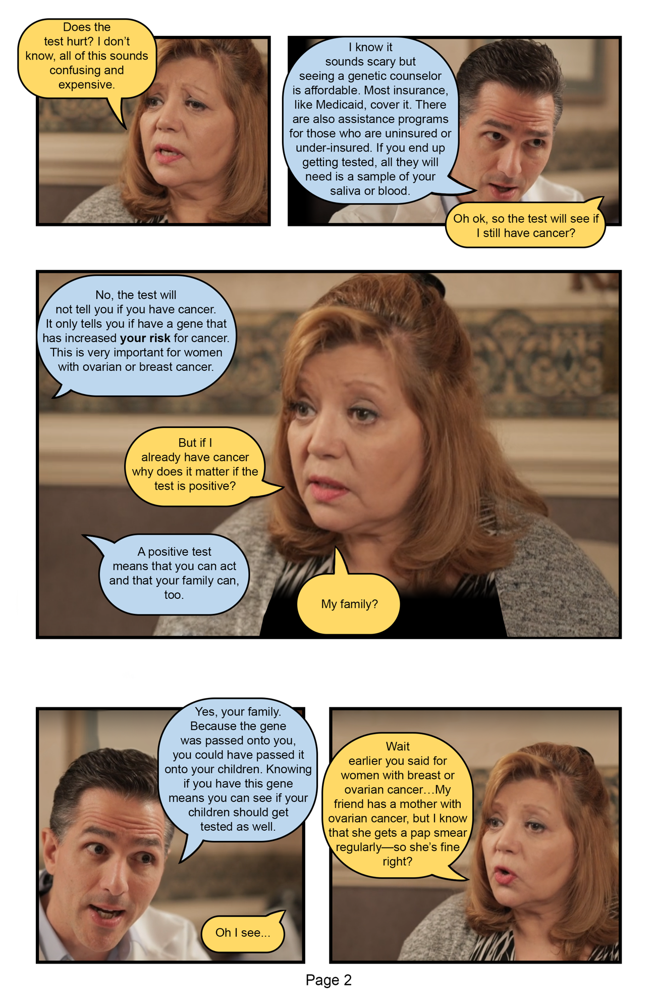 Does the
test hurt? I don't
know, all of this sounds
confusing and
expensive.
I know it
sounds scary but
seeing a genetic counselor
is affordable. Most insurance,
like Medicaid, cover it. There
are also assistance programs
for those who are uninsured or
under-insured. If you end up
getting tested, all they will
need is a sample of your
saliva or blood.
Oh ok, so the test will see if
I still have cancer?
No, the test will
not tell you if you have cancer.
It only tells you if have a gene that
has increased your risk for cancer.
This is very important for women
with ovarian or breast cancer.
But if I
already have cancer
why does it matter if the
test is positive?
A positive test
means that you can act
and that your family can,
too.
My family?
Yes, your family.
Because the gene
was passed onto you,
you could have passed it
onto your children. Knowing
if you have this gene
means you can see if your
children should get
tested as well.
Oh I see...
Wait
earlier you said for
women with breast or
ovarian cancer…My
friend has a mother with
ovarian cancer, but I know
that she gets a pap smear
regularly—so she's fine
right?
Page 2